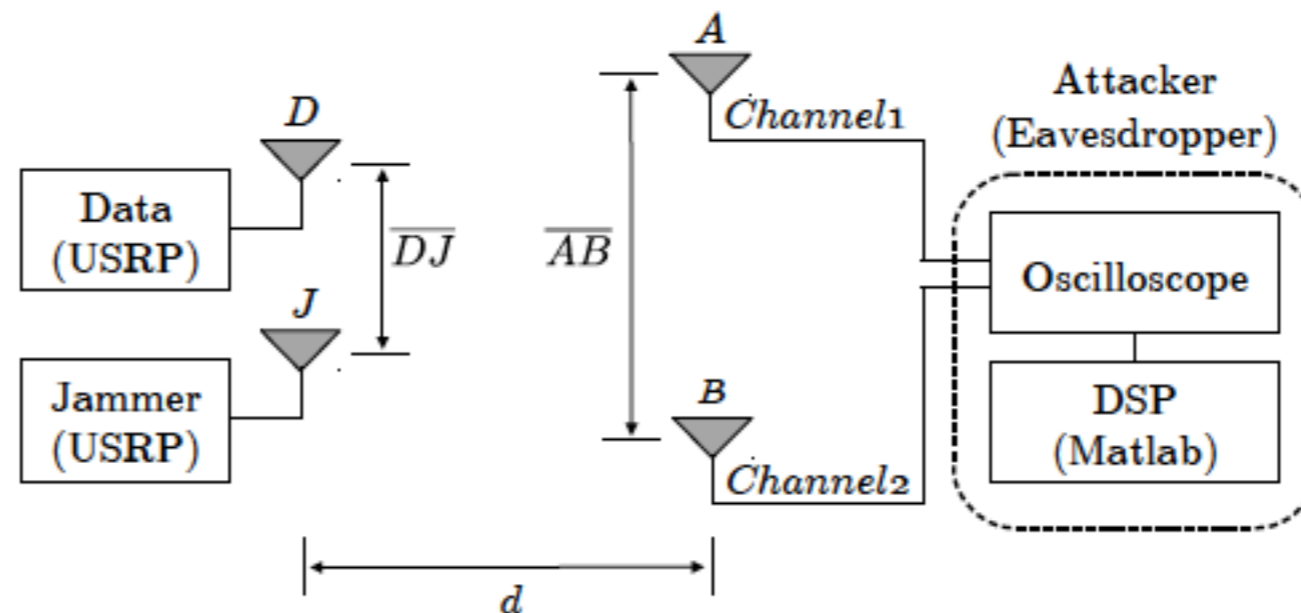 A
Channel1
Attacker
(Eavesdropper)
D
Data
(USRP)
DJ
AB
Oscilloscope
J
Jammer
(USRP)
B
DSP
(Matlab)
Channel2
d